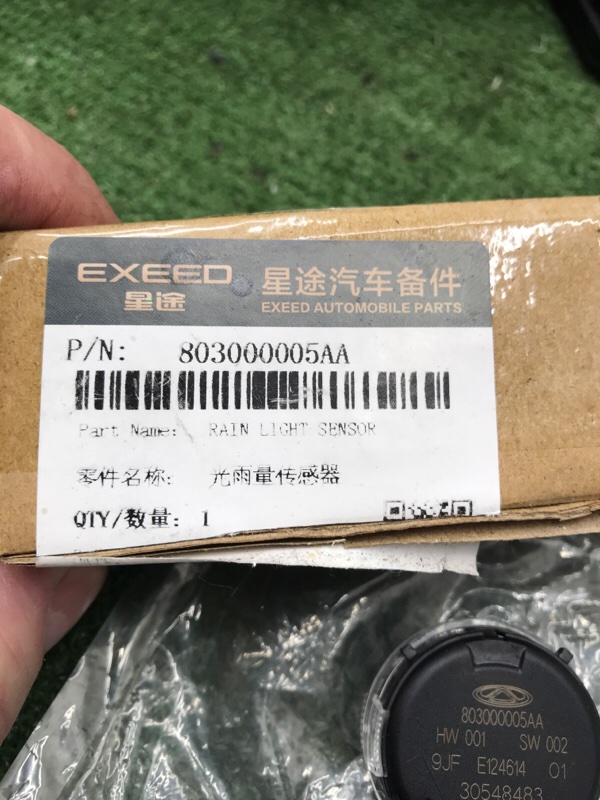 EXEED 星途汽车备件
星途 EXEED AUTOMOBILE PARTS
P/N: 803000005AA
Part Name: RAIN LIGHT SENSOR
零件名称: 光雨量传感器
QTY/数量: 1
803000005AA
HW 001 SW 002
9JF E124614 01
30548483